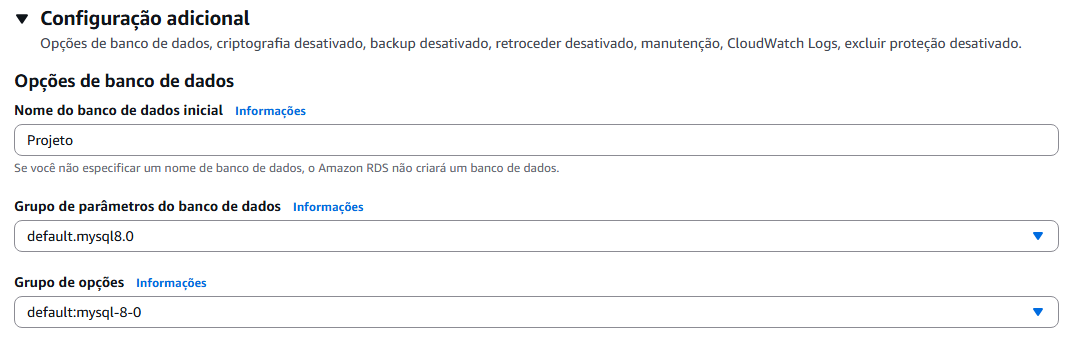 Configuração adicional
Opções de banco de dados, criptografia desativado, backup desativado, retroceder desativado, manutenção, CloudWatch Logs, excluir proteção desativado.
Opções de banco de dados
Nome do banco de dados inicial Informações
Projeto
Se você não especificar um nome de banco de dados, o Amazon RDS não criará um banco de dados.
Grupo de parâmetros do banco de dados Informações
default.mysql8.0
Grupo de opções Informações
default:mysql-8-0